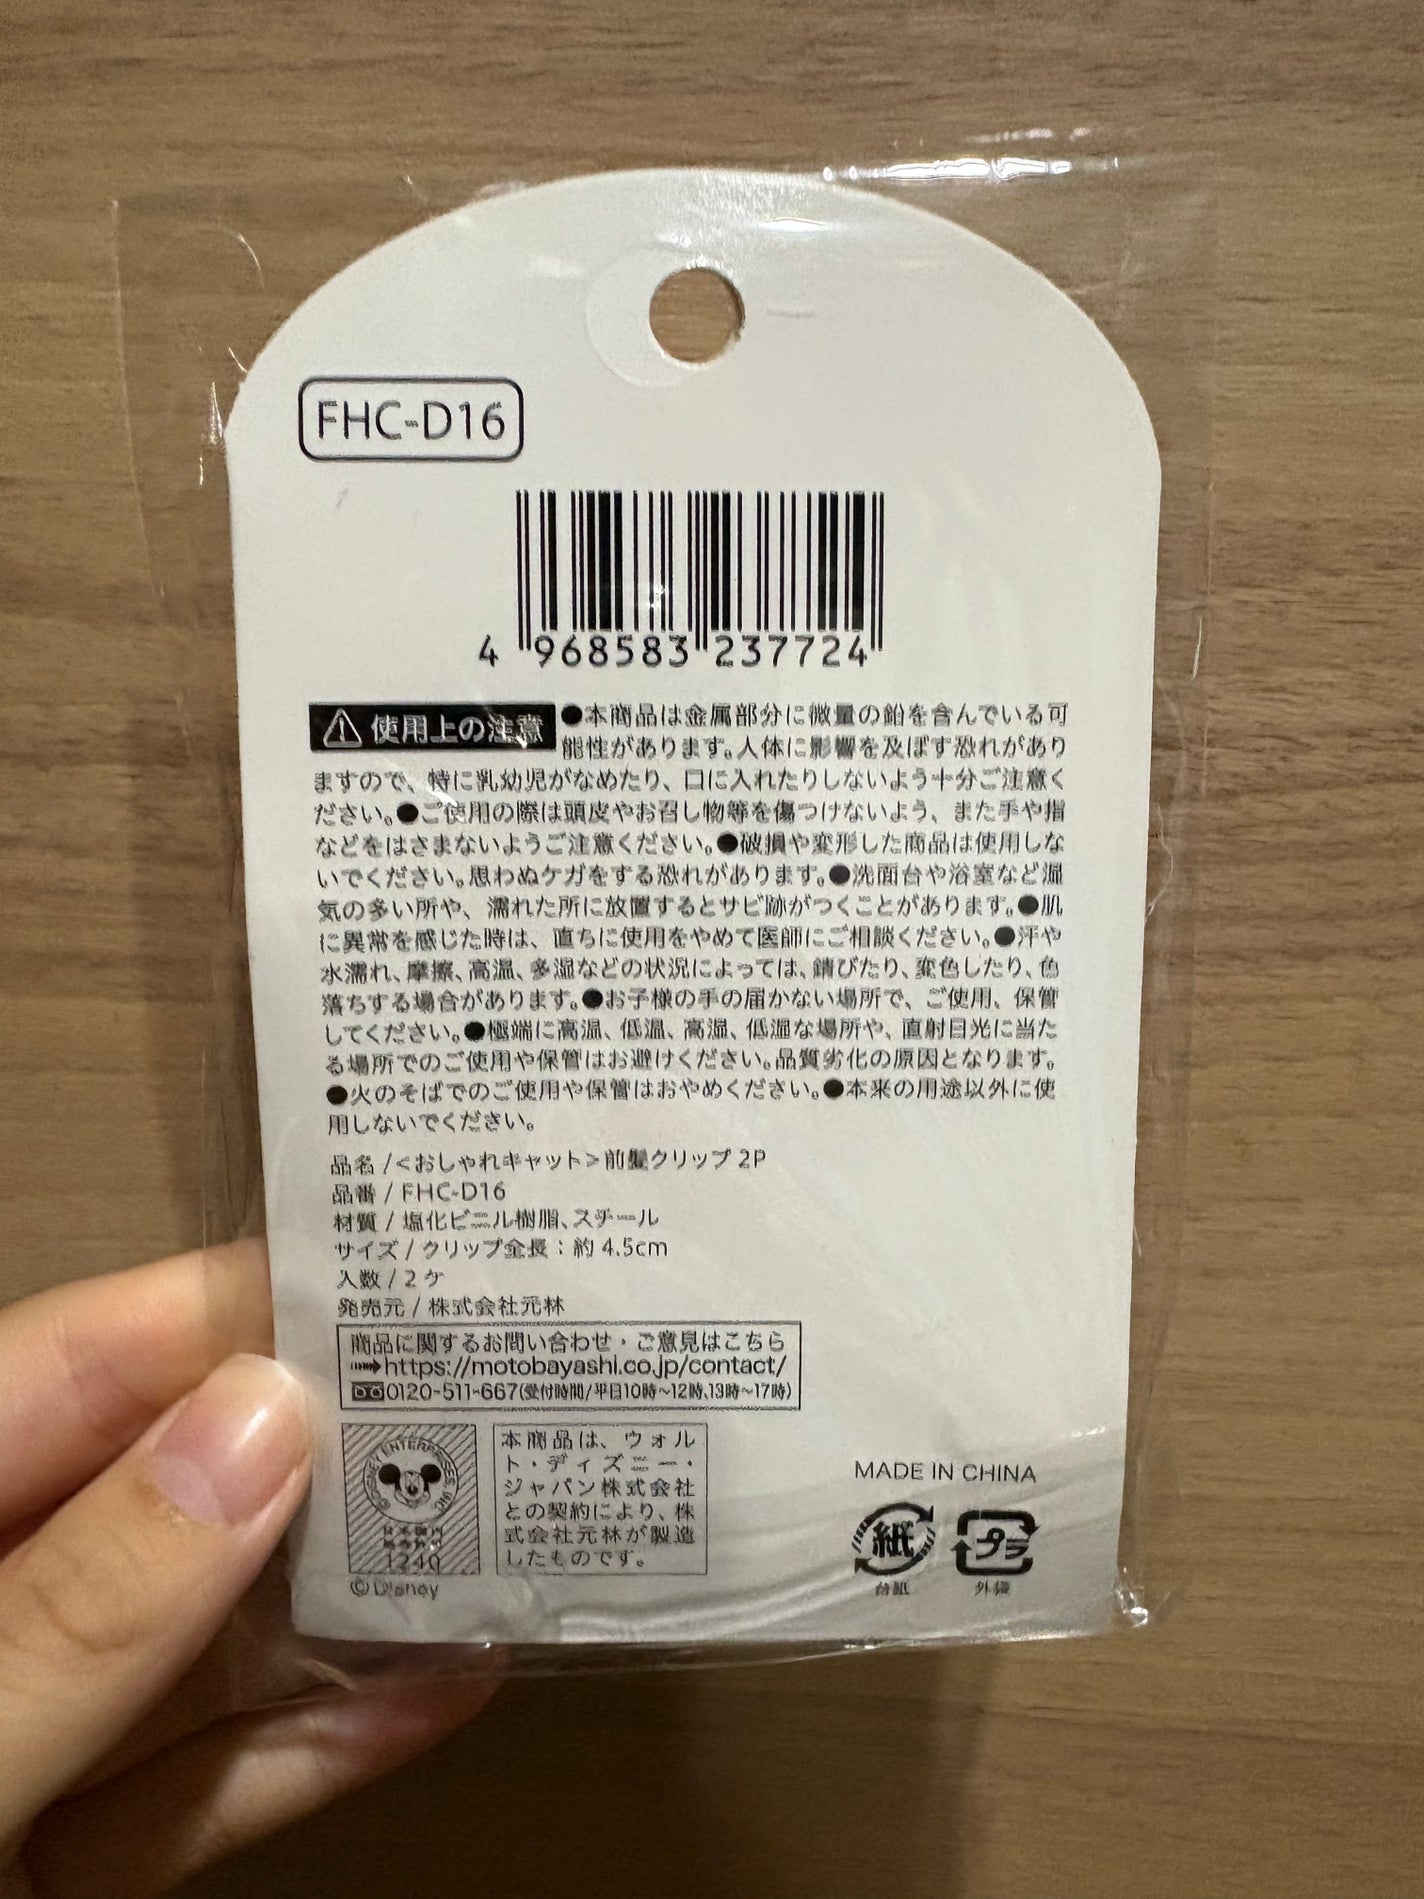 FHC-D16
4 968583 237724
⚠ 使用上の注意 ●本商品は金属部分に微量の鉛を含んでいる可
能性があります。人体に影響を及ぼす恐れがあり
ますので、特に乳幼児がなめたり、口に入れたりしないよう十分ご注意く
ださい。●ご使用の際は頭皮やお召し物等を傷つけないよう、また手や指
などをはさまないようご注意ください。●破損や変形した商品は使用しな
いでください。思わぬケガをする恐れがあります。●洗面台や浴室など湿
気の多い所や、濡れた所に放置するとサビ跡がつくことがあります。●肌
に異常を感じた時は、直ちに使用をやめて医師にご相談ください。●汗や
水濡れ、摩擦、高温、多湿などの状況によっては、錆びたり、変色したり、色
落ちする場合があります。●お子様の手の届かない場所で、ご使用、保管
してください。●極端に高温、低温、高湿、低湿な場所や、直射日光に当た
る場所でのご使用や保管はお避けください。品質劣化の原因となります。
●火のそばでのご使用や保管はおやめください。●本来の用途以外に使
用しないでください。
品名 /＜おしゃれキャット＞前髪クリップ 2P
品番 / FHC-D16
材質 / 塩化ビニル樹脂、スチール
サイズ / クリップ全長：約 4.5cm
入数 / 2 ケ
発売元 / 株式会社元林
商品に関するお問い合わせ・ご意見はこちら
https://motobayashi.co.jp/contact/
0120-511-667(受付時間/平日10時～12時、13時～17時)
© DISNEY ENTERPRISES, INC.
1240
©Disney
本商品は、ウォル
ト・ディズニー・
ジャパン株式会社
との契約により、株
式会社元林が製造
したものです。
MADE IN CHINA
紙 プラ
台紙 外袋